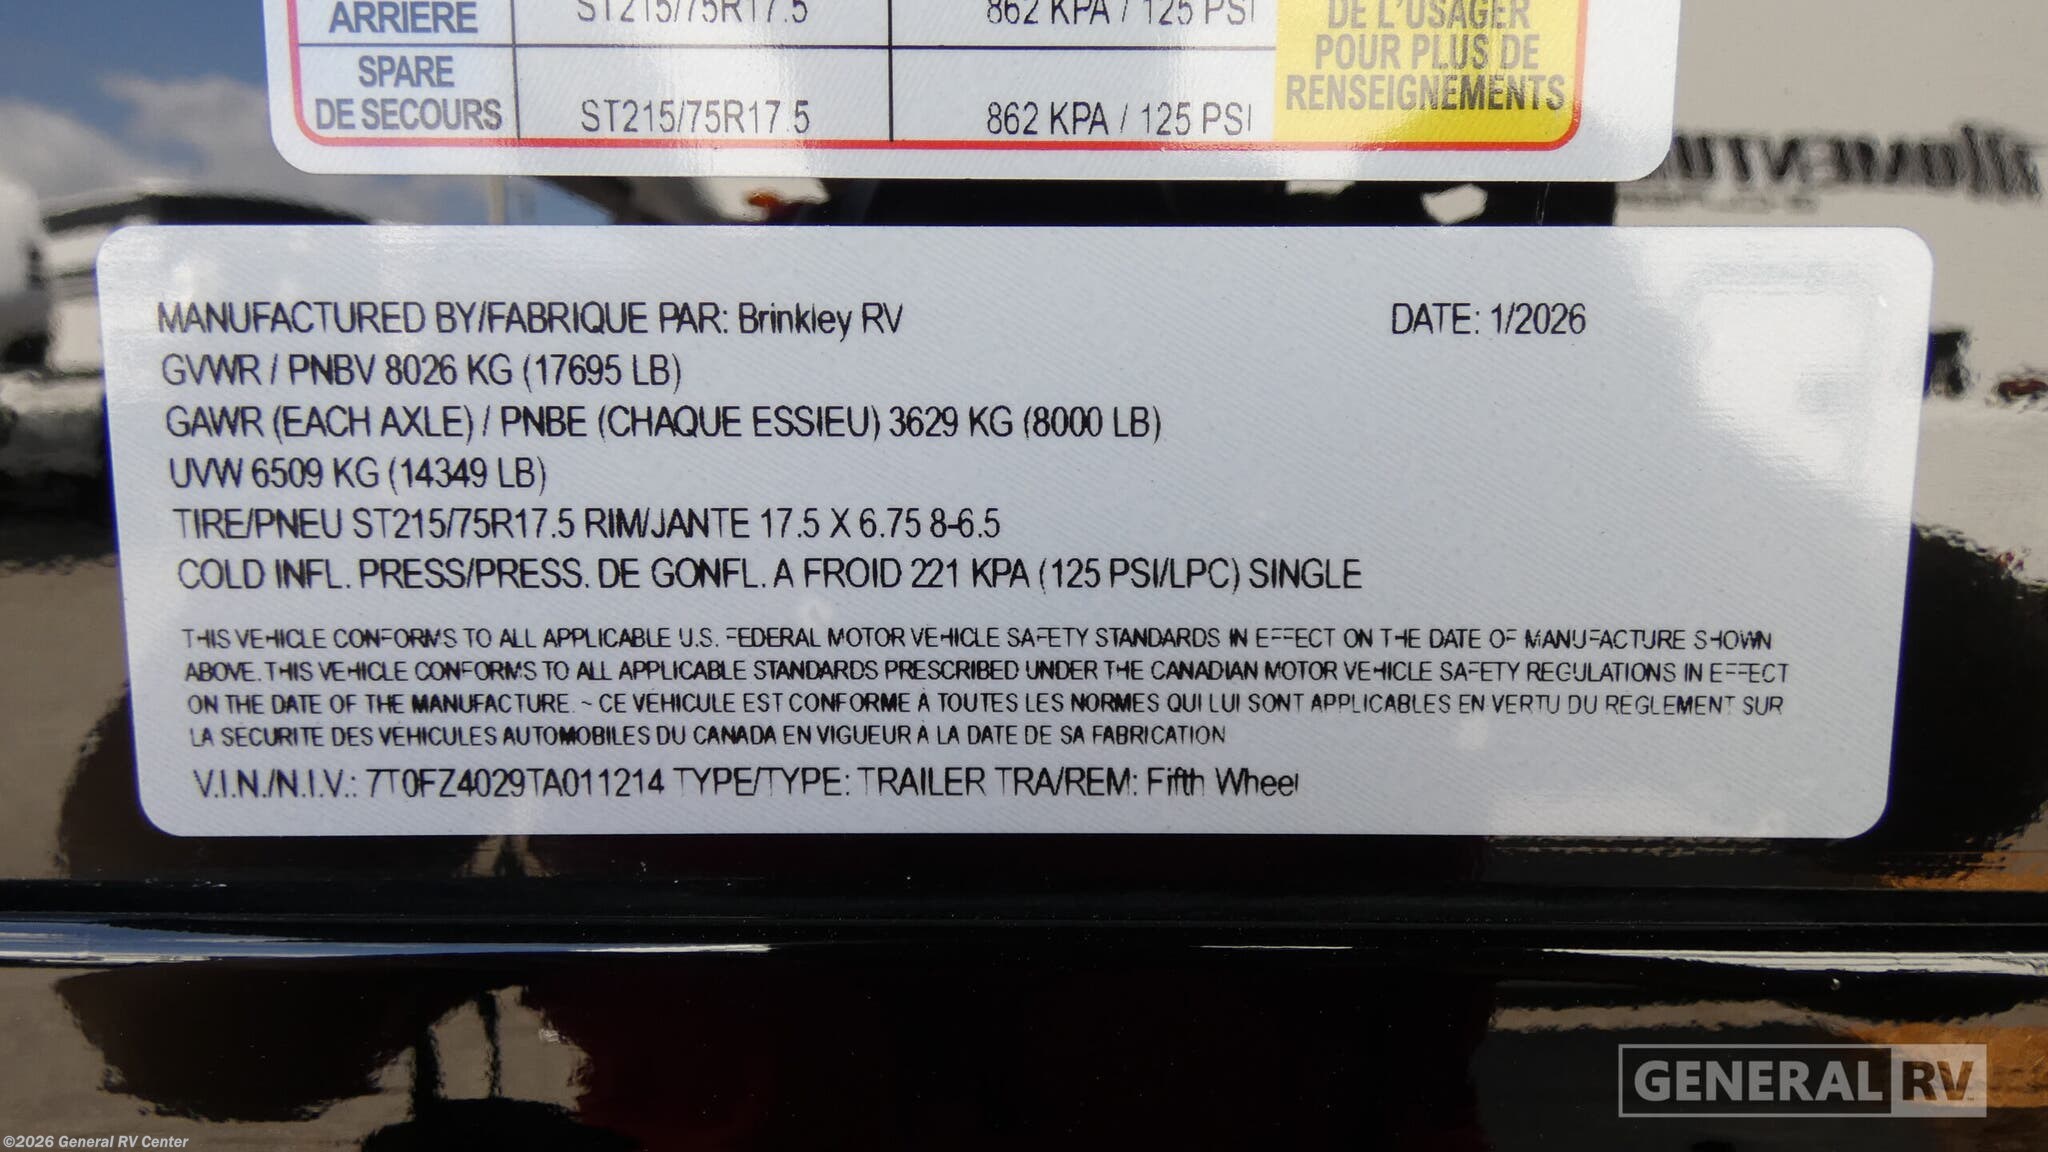 ARRIÈRE ST215/75R17.5 862 KPA / 125 PSI DE L'USAGER
POUR PLUS DE
SPARE
DE SECOURS ST215/75R17.5 862 KPA / 125 PSI RENSEIGNEMENTS
MOMENTUM
MANUFACTURED BY/FABRIQUE PAR: Brinkley RV DATE: 1/2026
GVWR / PNBV 8026 KG (17695 LB)
GAWR (EACH AXLE) / PNBE (CHAQUE ESSIEU) 3629 KG (8000 LB)
UVW 6509 KG (14349 LB)
TIRE/PNEU ST215/75R17.5 RIM/JANTE 17.5 X 6.75 8-6.5
COLD INFL. PRESS/PRESS. DE GONFL. A FROID 221 KPA (125 PSI/LPC) SINGLE
THIS VEHICLE CONFORMS TO ALL APPLICABLE U.S. FEDERAL MOTOR VEHICLE SAFETY STANDARDS IN EFFECT ON THE DATE OF MANUFACTURE SHOWN
ABOVE. THIS VEHICLE CONFORMS TO ALL APPLICABLE STANDARDS PRESCRIBED UNDER THE CANADIAN MOTOR VEHICLE SAFETY REGULATIONS IN EFFECT
ON THE DATE OF THE MANUFACTURE. ~ CE VÉHICULE EST CONFORME À TOUTES LES NORMES QUI LUI SONT APPLICABLES EN VERTU DU RÈGLEMENT SUR
LA SÉCURITÉ DES VÉHICULES AUTOMOBILES DU CANADA EN VIGUEUR À LA DATE DE SA FABRICATION
V.I.N./N.I.V.: 7T0FZ4029TA011214 TYPE/TYPE: TRAILER TRA/REM: Fifth Wheel
GENERAL RV
©2026 General RV Center